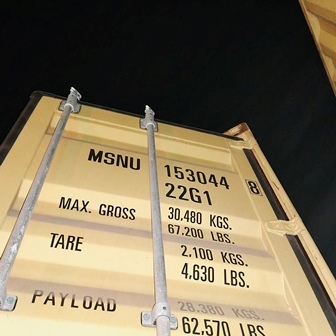 MSNU 153044 8
22G1
MAX. GROSS 30.480 KGS.
67.200 LBS.
TARE 2.100 KGS.
4.630 LBS.
PAYLOAD 28.380 KGS.
62.570 LBS.